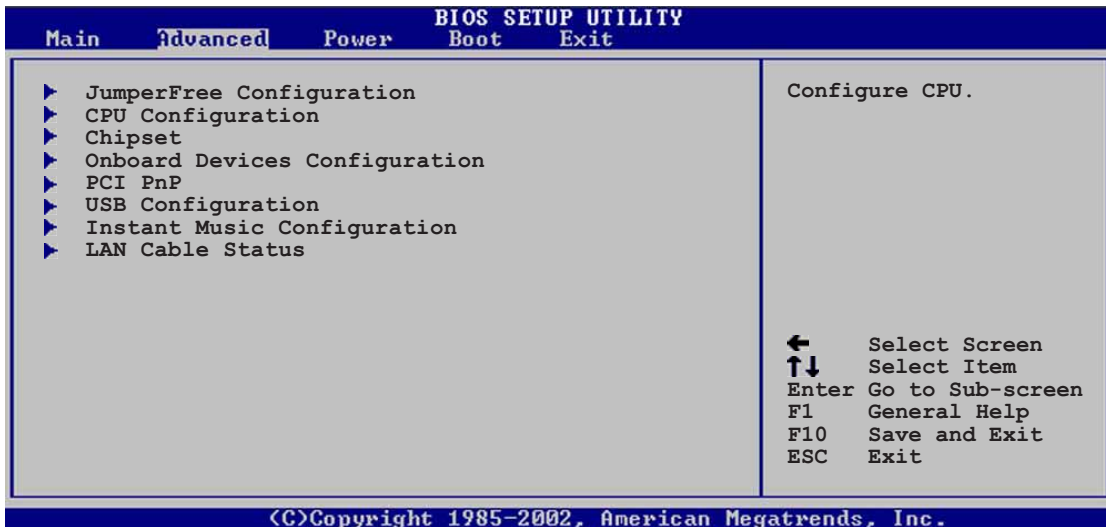 BIOS SETUP UTILITY
Main Advanced Power Boot Exit
JumperFree Configuration
CPU Configuration
Chipset
Onboard Devices Configuration
PCI PnP
USB Configuration
Instant Music Configuration
LAN Cable Status
Configure CPU.
← Select Screen
↑↓ Select Item
Enter Go to Sub-screen
F1 General Help
F10 Save and Exit
ESC Exit
(C)Copyright 1985-2002, American Megatrends, Inc.